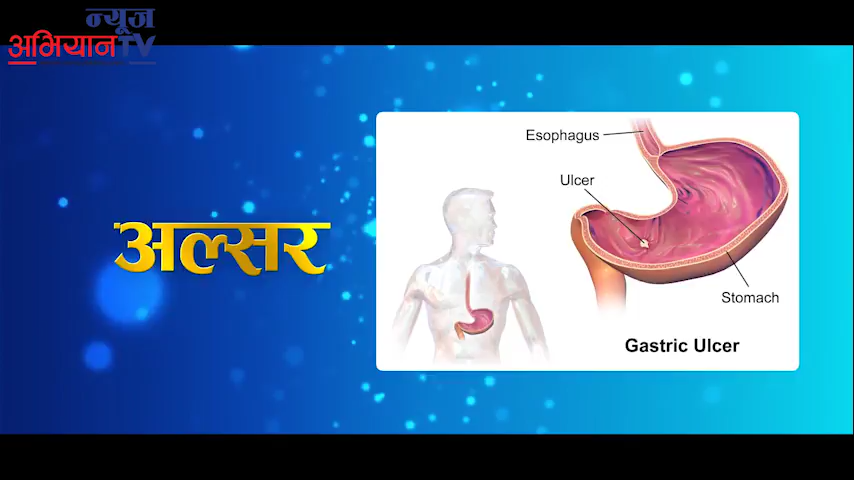 न्यूज
अभियान TV
अल्सर
Esophagus
Ulcer
Stomach
Gastric Ulcer